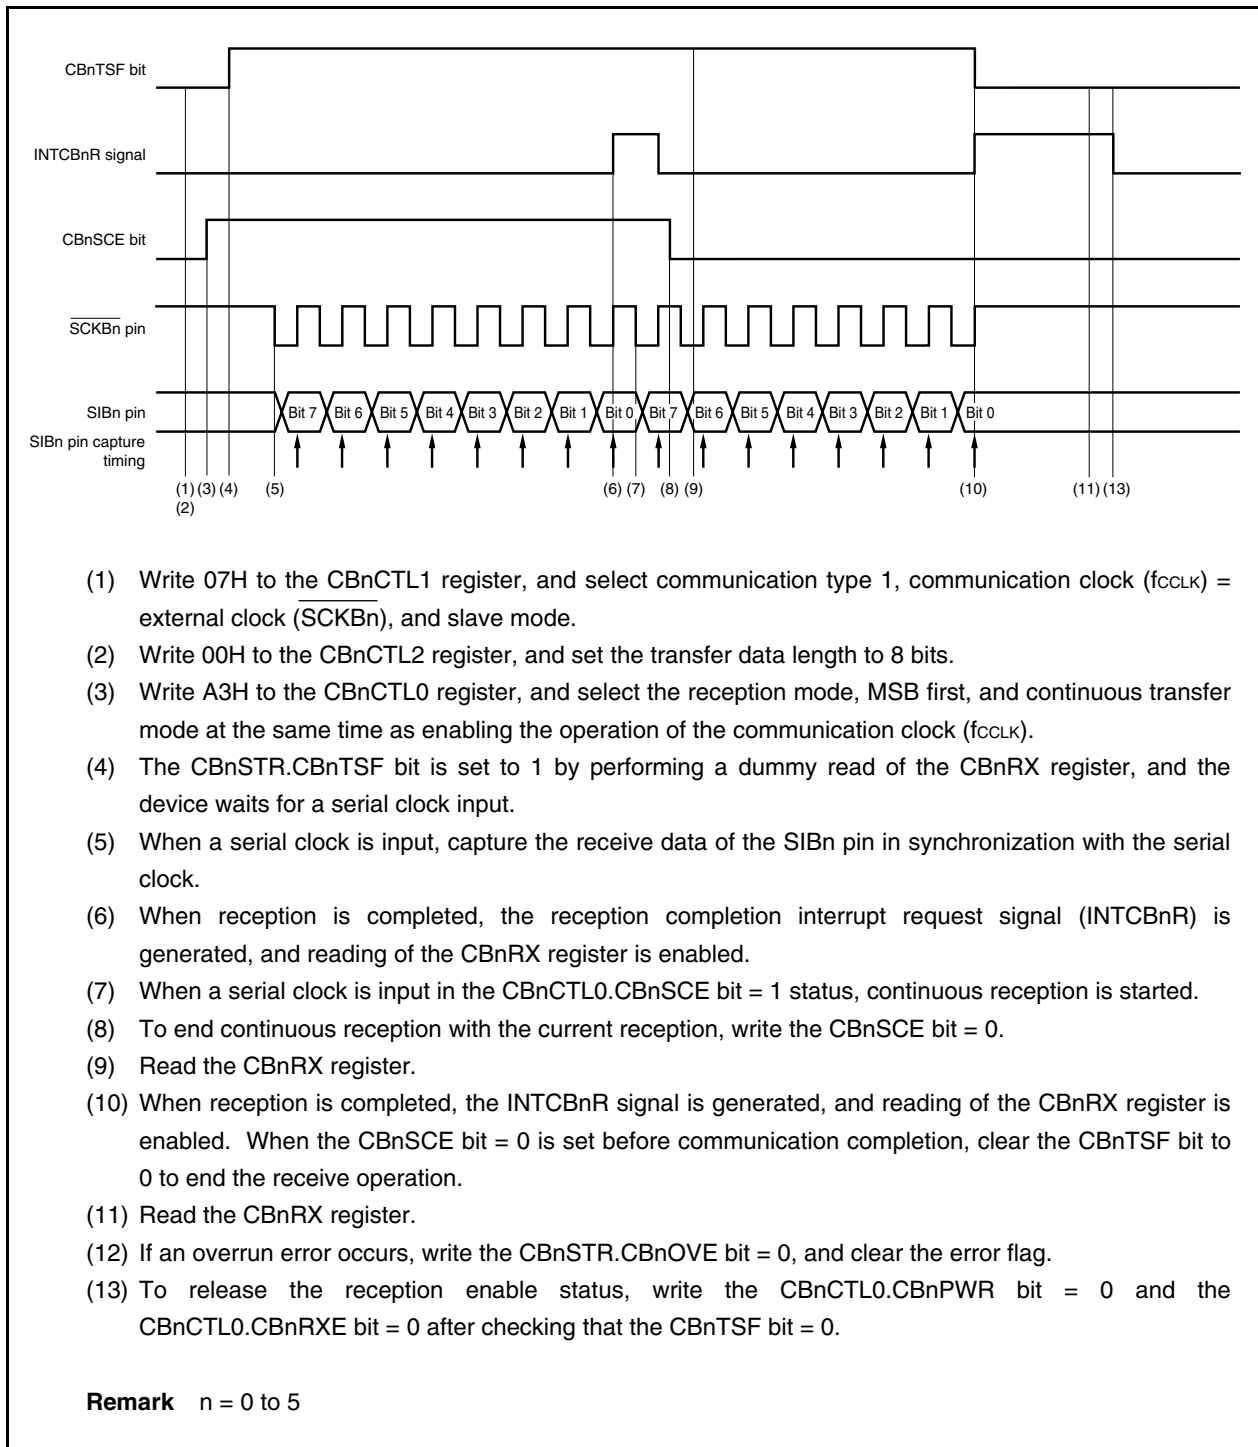 CBnTSF bit
INTCBnR signal
CBnSCE bit
SCKBn pin
SIBn pin
Bit 7 Bit 6 Bit 5 Bit 4 Bit 3 Bit 2 Bit 1 Bit 0 Bit 7 Bit 6 Bit 5 Bit 4 Bit 3 Bit 2 Bit 1 Bit 0
SIBn pin capture
timing
(1) (3) (4) (5) (6) (7) (8) (9) (10) (11) (13)
(2)
(1) Write 07H to the CBnCTL1 register, and select communication type 1, communication clock (fCCLK) =
external clock (SCKBn), and slave mode.
(2) Write 00H to the CBnCTL2 register, and set the transfer data length to 8 bits.
(3) Write A3H to the CBnCTL0 register, and select the reception mode, MSB first, and continuous transfer
mode at the same time as enabling the operation of the communication clock (fCCLK).
(4) The CBnSTR.CBnTSF bit is set to 1 by performing a dummy read of the CBnRX register, and the
device waits for a serial clock input.
(5) When a serial clock is input, capture the receive data of the SIBn pin in synchronization with the serial
clock.
(6) When reception is completed, the reception completion interrupt request signal (INTCBnR) is
generated, and reading of the CBnRX register is enabled.
(7) When a serial clock is input in the CBnCTL0.CBnSCE bit = 1 status, continuous reception is started.
(8) To end continuous reception with the current reception, write the CBnSCE bit = 0.
(9) Read the CBnRX register.
(10) When reception is completed, the INTCBnR signal is generated, and reading of the CBnRX register is
enabled. When the CBnSCE bit = 0 is set before communication completion, clear the CBnTSF bit to
0 to end the receive operation.
(11) Read the CBnRX register.
(12) If an overrun error occurs, write the CBnSTR.CBnOVE bit = 0, and clear the error flag.
(13) To release the reception enable status, write the CBnCTL0.CBnPWR bit = 0 and the
CBnCTL0.CBnRXE bit = 0 after checking that the CBnTSF bit = 0.
Remark n = 0 to 5